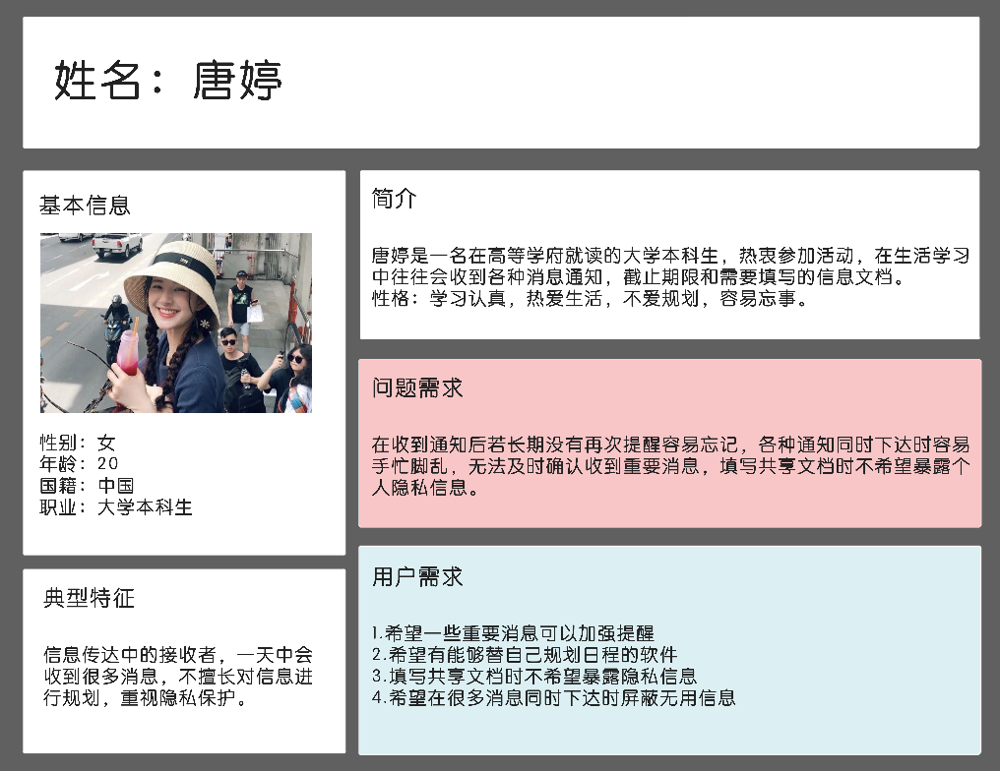 姓名：唐婷
基本信息
性别：女
年龄：20
国籍：中国
职业：大学本科生
典型特征
信息传达中的接收者，一天中会
收到很多消息，不擅长对信息进
行规划，重视隐私保护。
简介
唐婷是一名在高等学府就读的大学本科生，热衷参加活动，在生活学习
中往往会收到各种消息通知，截止期限和需要填写的信息文档。
性格：学习认真，热爱生活，不爱规划，容易忘事。
问题需求
在收到通知后若长期没有再次提醒容易忘记，各种通知同时下达时容易
手忙脚乱，无法及时确认收到重要消息，填写共享文档时不希望暴露个
人隐私信息。
用户需求
1.希望一些重要消息可以加强提醒
2.希望有能够替自己规划日程的软件
3.填写共享文档时不希望暴露隐私信息
4.希望在很多消息同时下达时屏蔽无用信息